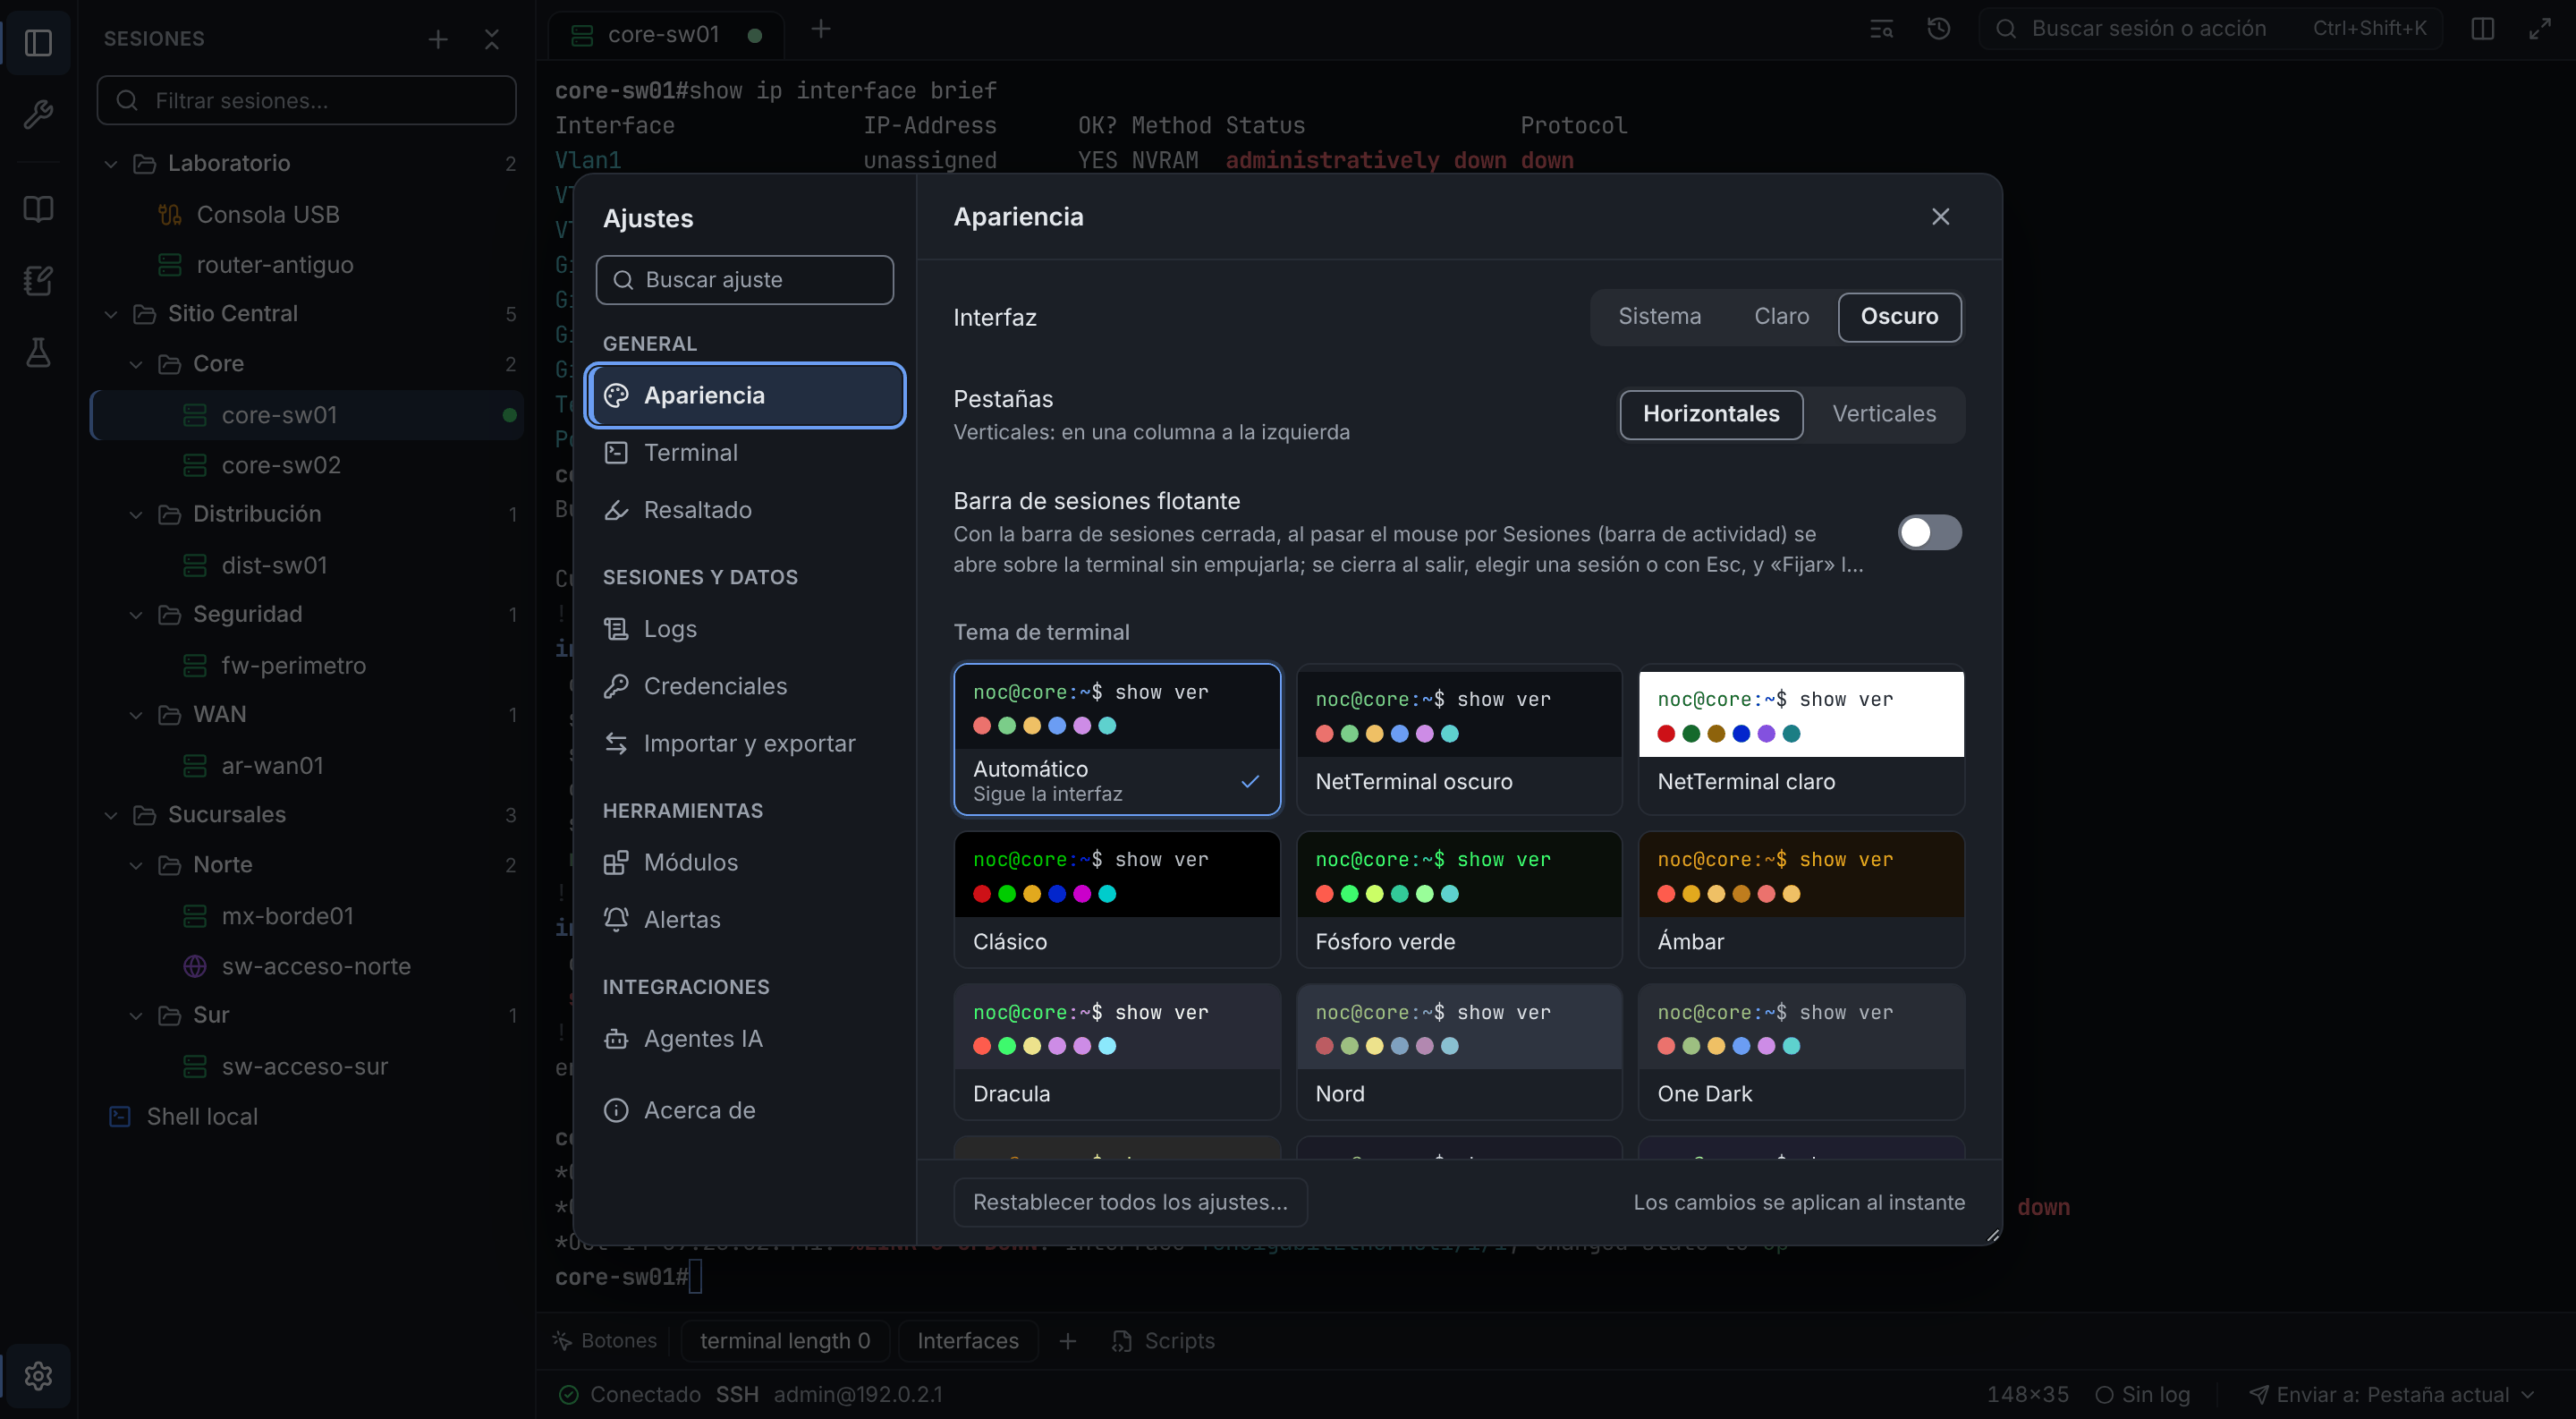 SESIONES
Filtrar sesiones...
Laboratorio 2
Consola USB
router-antiguo
Sitio Central 5
Core 2
core-sw01
core-sw02
Distribución 1
dist-sw01
Seguridad 1
fw-perimetro
WAN 1
ar-wan01
Sucursales 3
Norte 2
mx-borde01
sw-acceso-norte
Sur 1
sw-acceso-sur
Shell local
core-sw01
Buscar sesión o acción Ctrl+Shift+K
core-sw01#show ip interface brief
Interface IP-Address OK? Method Status Protocol
Vlan1 unassigned YES NVRAM administratively down down
Ajustes
Buscar ajuste
GENERAL
Apariencia
Terminal
Resaltado
SESIONES Y DATOS
Logs
Credenciales
Importar y exportar
HERRAMIENTAS
Módulos
Alertas
INTEGRACIONES
Agentes IA
Acerca de
Apariencia
Interfaz
Sistema Claro Oscuro
Pestañas
Verticales: en una columna a la izquierda
Horizontales Verticales
Barra de sesiones flotante
Con la barra de sesiones cerrada, al pasar el mouse por Sesiones (barra de actividad) se
abre sobre la terminal sin empujarla; se cierra al salir, elegir una sesión o con Esc, y «Fijar» l...
Tema de terminal
noc@core:~$ show ver
Automático
Sigue la interfaz
noc@core:~$ show ver
NetTerminal oscuro
noc@core:~$ show ver
NetTerminal claro
noc@core:~$ show ver
Clásico
noc@core:~$ show ver
Fósforo verde
noc@core:~$ show ver
Ámbar
noc@core:~$ show ver
Dracula
noc@core:~$ show ver
Nord
noc@core:~$ show ver
One Dark
Restablecer todos los ajustes...
Los cambios se aplican al instante
down
core-sw01#
Botones
terminal length 0
Interfaces
Scripts
Conectado SSH admin@192.0.2.1
148×35
Sin log
Enviar a: Pestaña actual